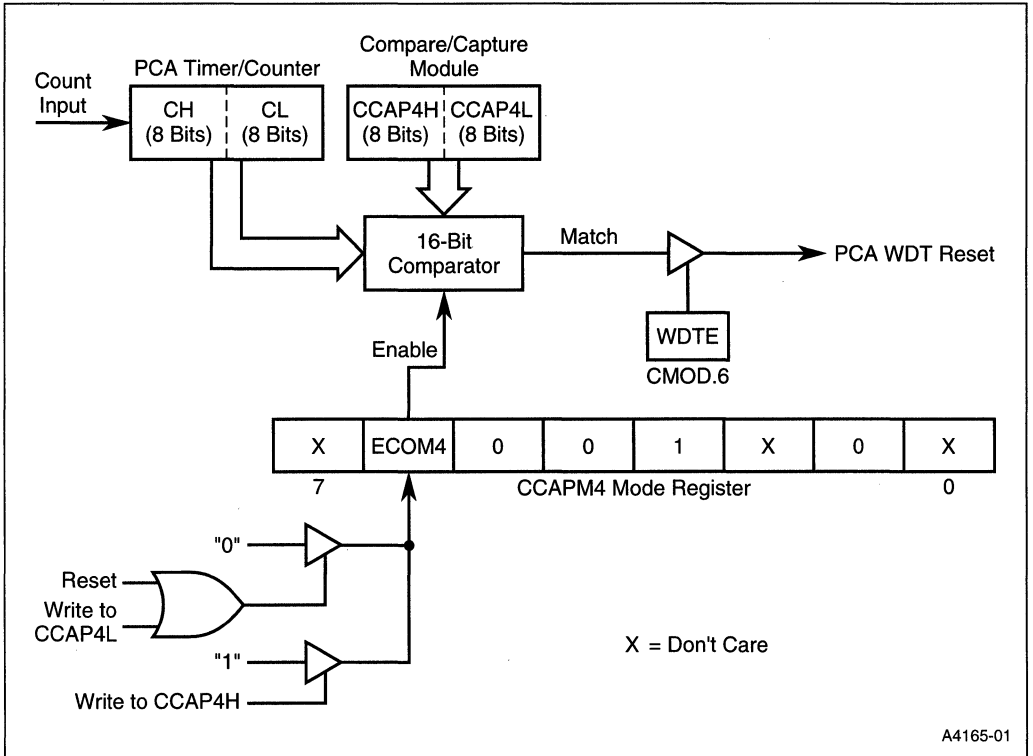 Compare/Capture
Module
PCA Timer/Counter
Count
Input
CH
(8 Bits)
CL
(8 Bits)
CCAP4H
(8 Bits)
CCAP4L
(8 Bits)
16-Bit
Comparator
Match
PCA WDT Reset
WDTE
CMOD.6
Enable
X ECOM4 0 0 1 X 0 X
7 CCAPM4 Mode Register 0
"0"
Reset
Write to
CCAP4L
"1"
Write to CCAP4H
X = Don't Care
A4165-01